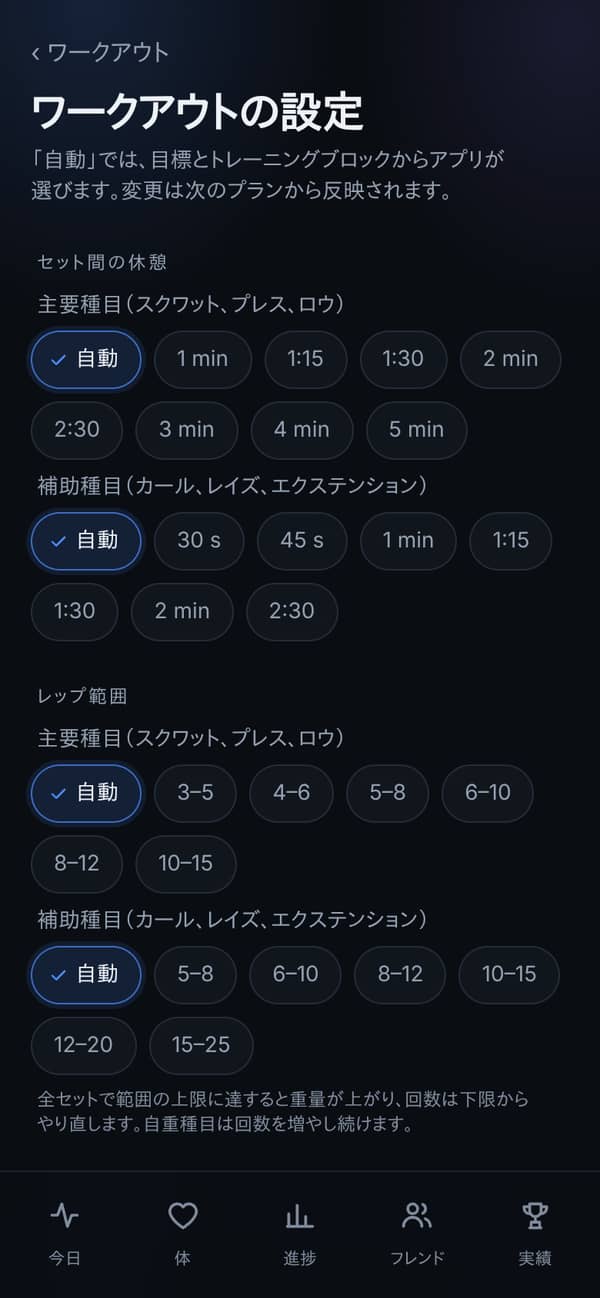 ‹ ワークアウト
ワークアウトの設定
「自動」では、目標とトレーニングブロックからアプリが
選びます。変更は次のプランから反映されます。
セット間の休憩
主要種目（スクワット、プレス、ロウ）
自動 1 min 1:15 1:30 2 min
2:30 3 min 4 min 5 min
補助種目（カール、レイズ、エクステンション）
自動 30 s 45 s 1 min 1:15
1:30 2 min 2:30
レップ範囲
主要種目（スクワット、プレス、ロウ）
自動 3–5 4–6 5–8 6–10
8–12 10–15
補助種目（カール、レイズ、エクステンション）
自動 5–8 6–10 8–12 10–15
12–20 15–25
全セットで範囲の上限に達すると重量が上がり、回数は下限から
やり直します。自重種目は回数を増やし続けます。
今日 体 進捗 フレンド 実績